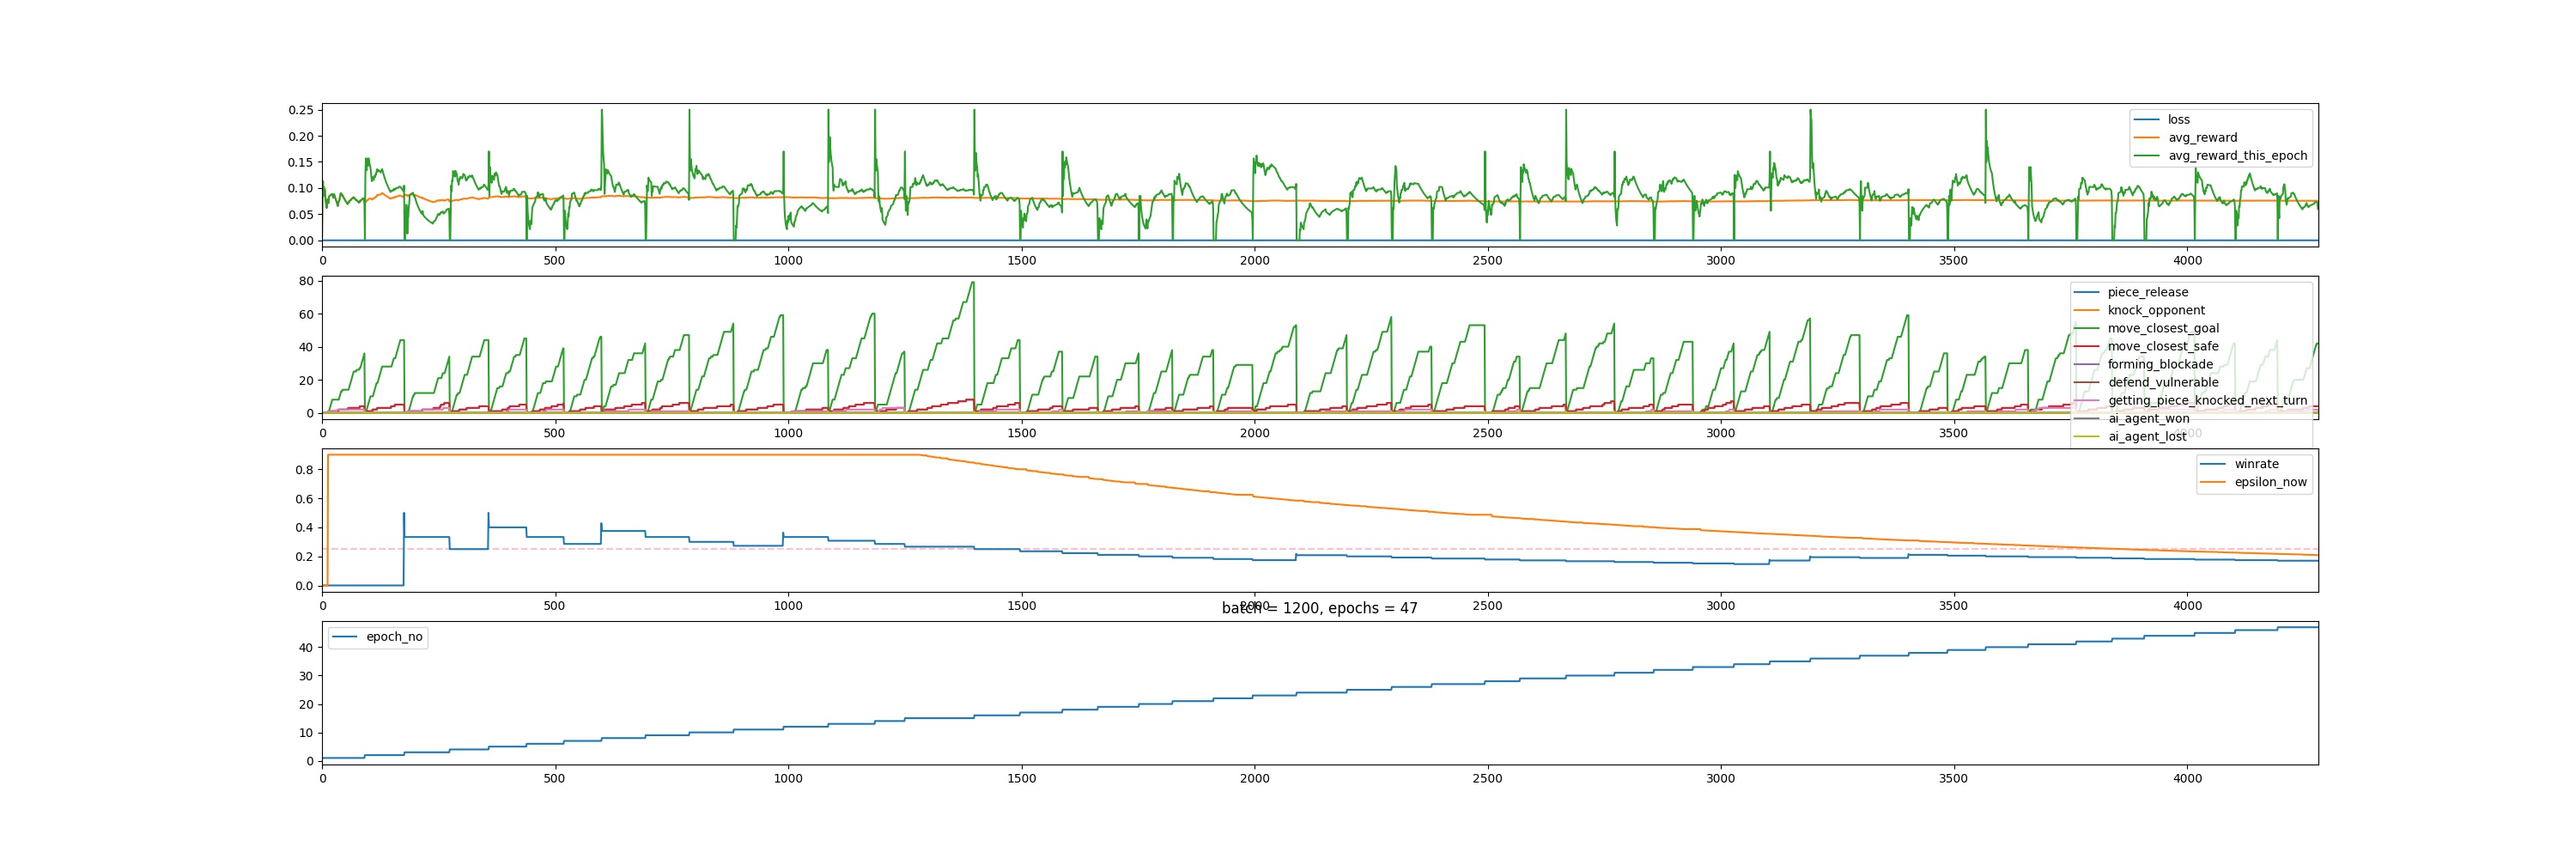 0.25
0.20
0.15
0.10
0.05
0.00
loss
avg_reward
avg_reward_this_epoch
0 500 1000 1500 2000 2500 3000 3500 4000
80
60
40
20
0
piece_release
knock_opponent
move_closest_goal
move_closest_safe
forming_blockade
defend_vulnerable
getting_piece_knocked_next_turn
ai_agent_won
ai_agent_lost
0 500 1000 1500 2000 2500 3000 3500 4000
0.8
0.6
0.4
0.2
0.0
winrate
epsilon_now
0 500 1000 1500 2000 2500 3000 3500 4000
batch = 1200, epochs = 47
epoch_no
40
30
20
10
0
0 500 1000 1500 2000 2500 3000 3500 4000